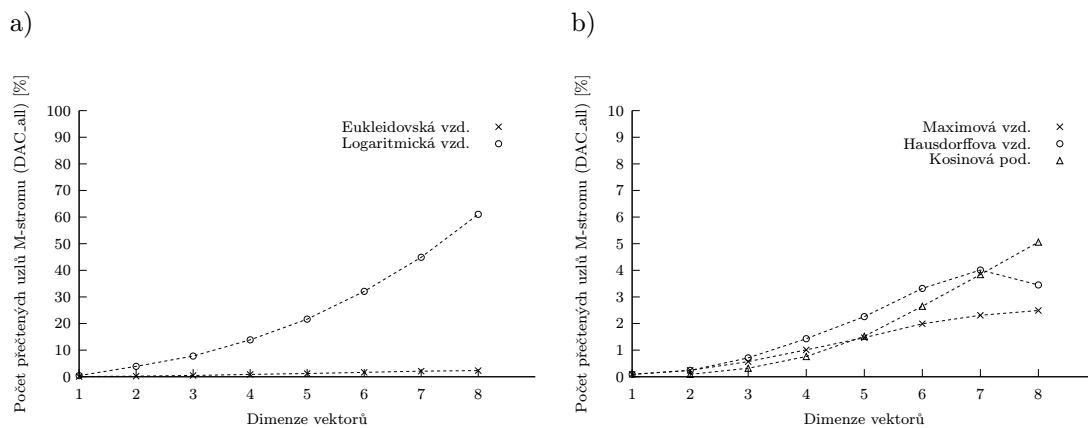 a)
Počet přečtených uzlů M-stromu (DAC_all) [%]
100
90
80
70
60
50
40
30
20
10
0
Eukleidovská vzd.
Logaritmická vzd.
1 2 3 4 5 6 7 8
Dimenze vektorů
b)
Počet přečtených uzlů M-stromu (DAC_all) [%]
10
9
8
7
6
5
4
3
2
1
0
Maximová vzd.
Hausdorffova vzd.
Kosinová pod.
1 2 3 4 5 6 7 8
Dimenze vektorů